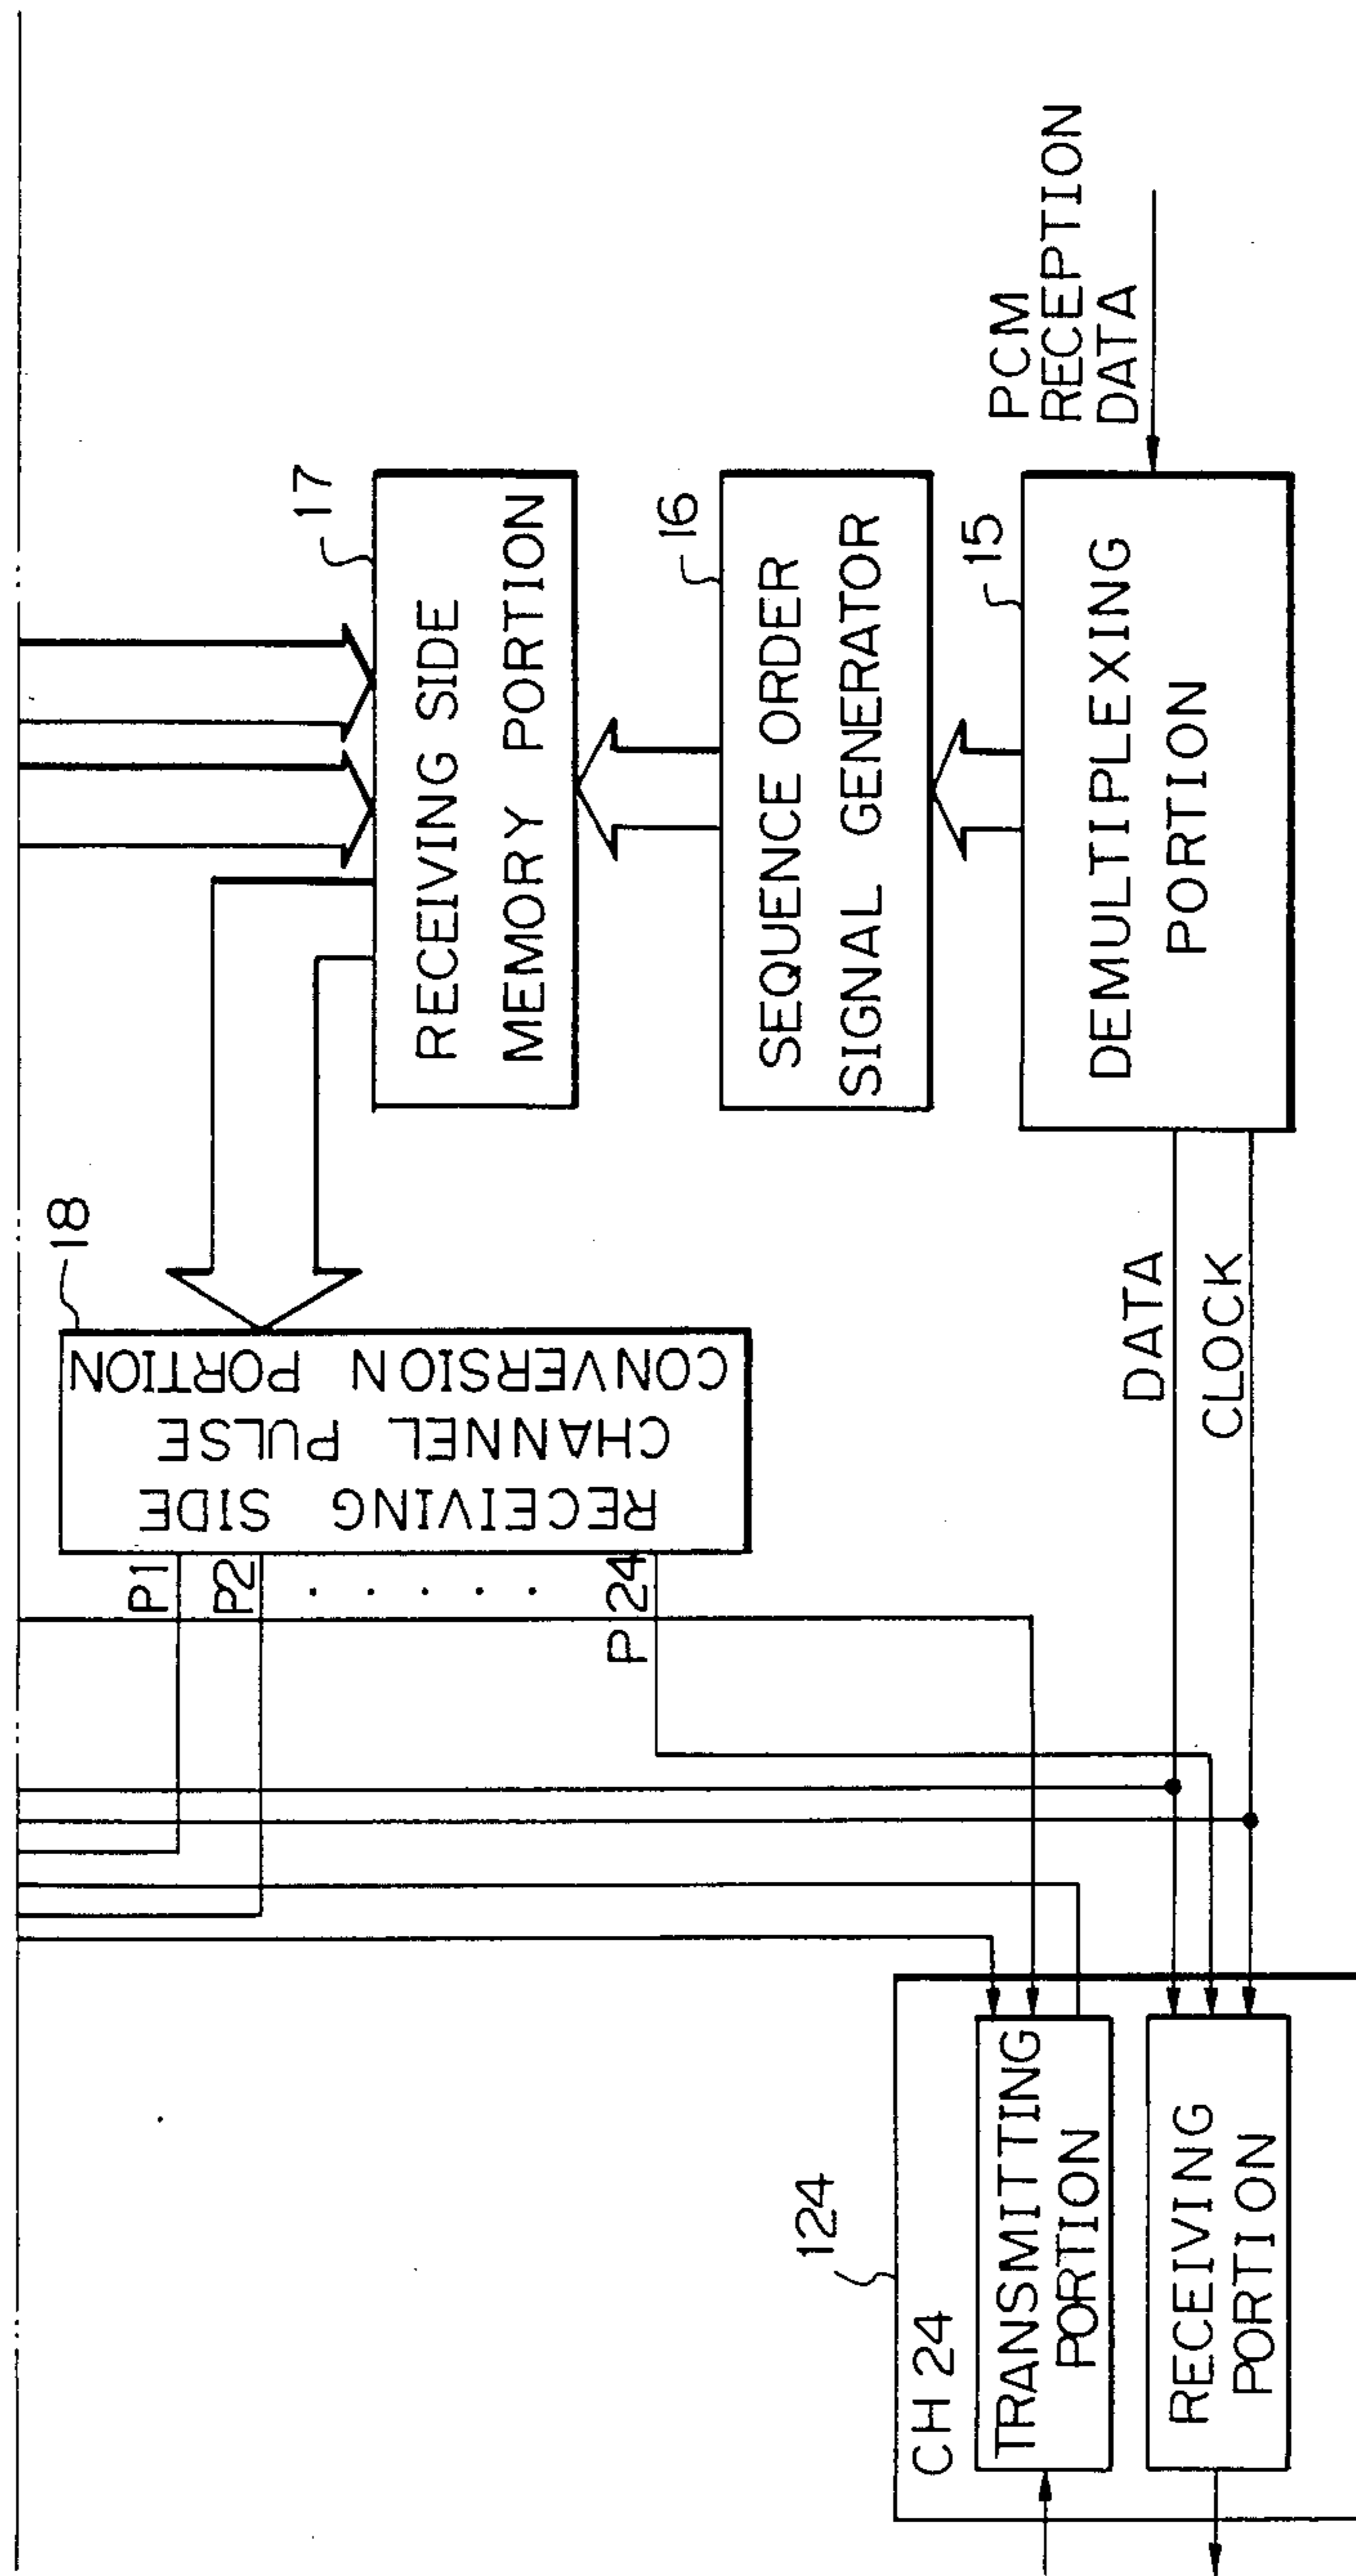 18
RECEIVING SIDE
CHANNEL PULSE
CONVERSION PORTION
P1
P2
. . . . .
P24
17
RECEIVING SIDE
MEMORY PORTION
16
SEQUENCE ORDER
SIGNAL GENERATOR
15
DEMULTIPLEXING
PORTION
PCM
RECEPTION
DATA
DATA
CLOCK
124
CH 24
TRANSMITTING
PORTION
RECEIVING
PORTION